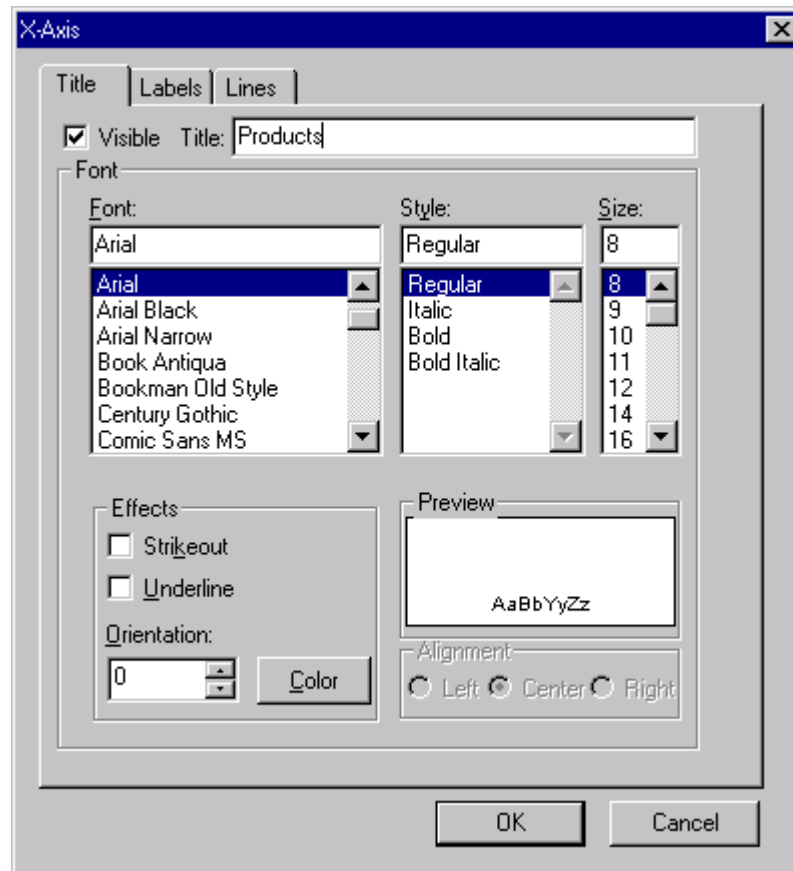 X-Axis
Title Labels Lines
Visible Title: Products
Font
Font: Style: Size:
Arial Regular 8
Arial Regular 8
Arial Black Italic 9
Arial Narrow Bold 10
Book Antiqua Bold Italic 11
Bookman Old Style 12
Century Gothic 14
Comic Sans MS 16
Effects Preview
Strikeout
Underline AaBbYyZz
Orientation: Alignment
0 Color Left Center Right
OK Cancel